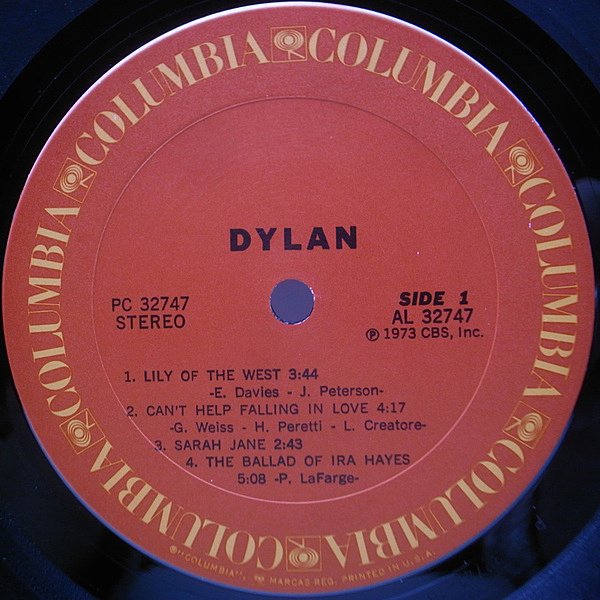 COLUMBIA COLUMBIA COLUMBIA COLUMBIA COLUMBIA COLUMBIA
DYLAN
PC 32747
STEREO
SIDE 1
AL 32747
Ⓟ 1973 CBS, Inc.
1. LILY OF THE WEST 3:44
-E. Davies - J. Peterson-
2. CAN'T HELP FALLING IN LOVE 4:17
-G. Weiss - H. Peretti - L. Creatore-
3. SARAH JANE 2:43
4. THE BALLAD OF IRA HAYES
5:08 -P. LaFarge-
®"COLUMBIA", MARCAS REG. PRINTED IN U.S.A.